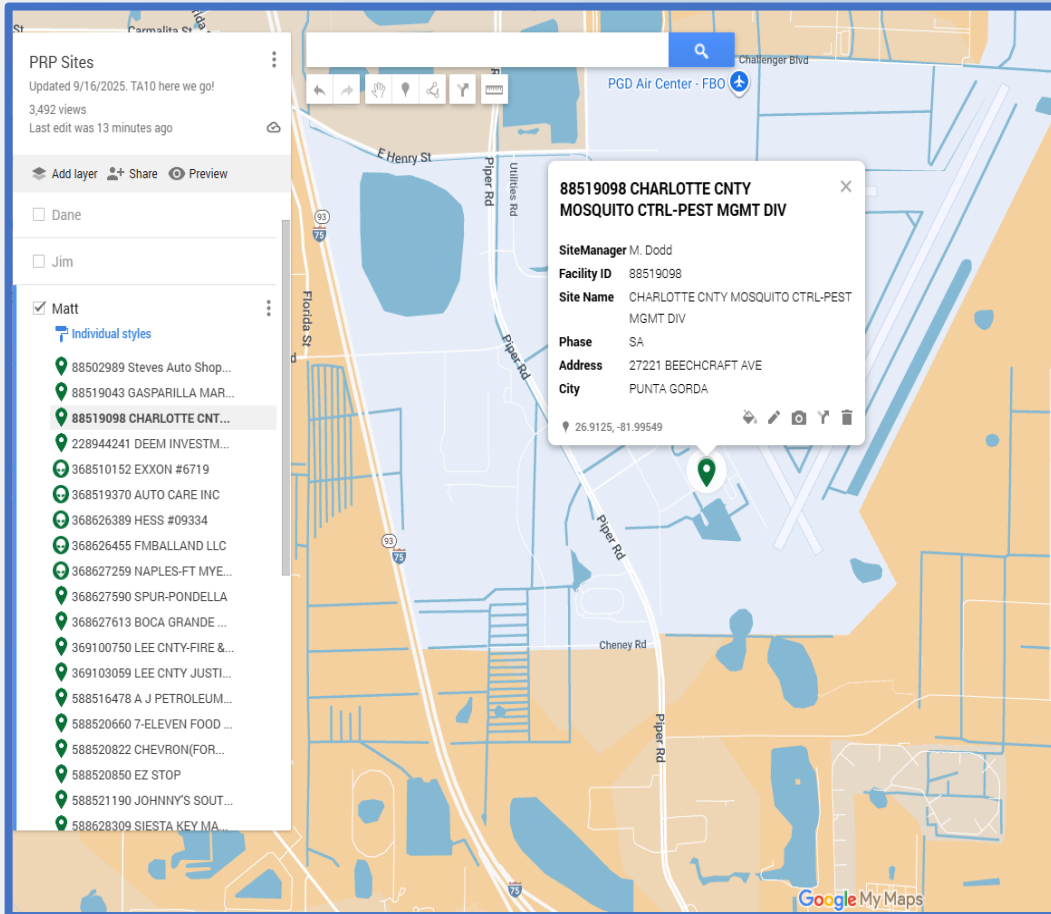 St
Carmalita St
Florida
PRP Sites
Updated 9/16/2025. TA10 here we go!
3,492 views
Last edit was 13 minutes ago
Add layer
Share
Preview
Dane
Jim
Matt
Individual styles
88502989 Steves Auto Shop...
88519043 GASPARILLA MAR...
88519098 CHARLOTTE CNT...
228944241 DEEM INVESTM...
368510152 EXXON #6719
368519370 AUTO CARE INC
368626389 HESS #09334
368626455 FMBALLAND LLC
368627259 NAPLES-FT MYE...
368627590 SPUR-PONDELLA
368627613 BOCA GRANDE ...
369100750 LEE CNTY-FIRE &...
369103059 LEE CNTY JUSTI...
588516478 A J PETROLEUM...
588520660 7-ELEVEN FOOD ...
588520822 CHEVRON(FOR...
588520850 EZ STOP
588521190 JOHNNY'S SOUT...
588628309 SIESTA KEY MA...
Challenger Blvd
PGD Air Center - FBO
E Henry St
Piper Rd
Utilities Rd
93
75
Florida St
d
Piper Rd
88519098 CHARLOTTE CNTY
MOSQUITO CTRL-PEST MGMT DIV
SiteManager M. Dodd
Facility ID 88519098
Site Name CHARLOTTE CNTY MOSQUITO CTRL-PEST
MGMT DIV
Phase SA
Address 27221 BEECHCRAFT AVE
City PUNTA GORDA
26.9125, -81.99549
Piper Rd
93
75
Cheney Rd
Piper Rd
75
Google My Maps